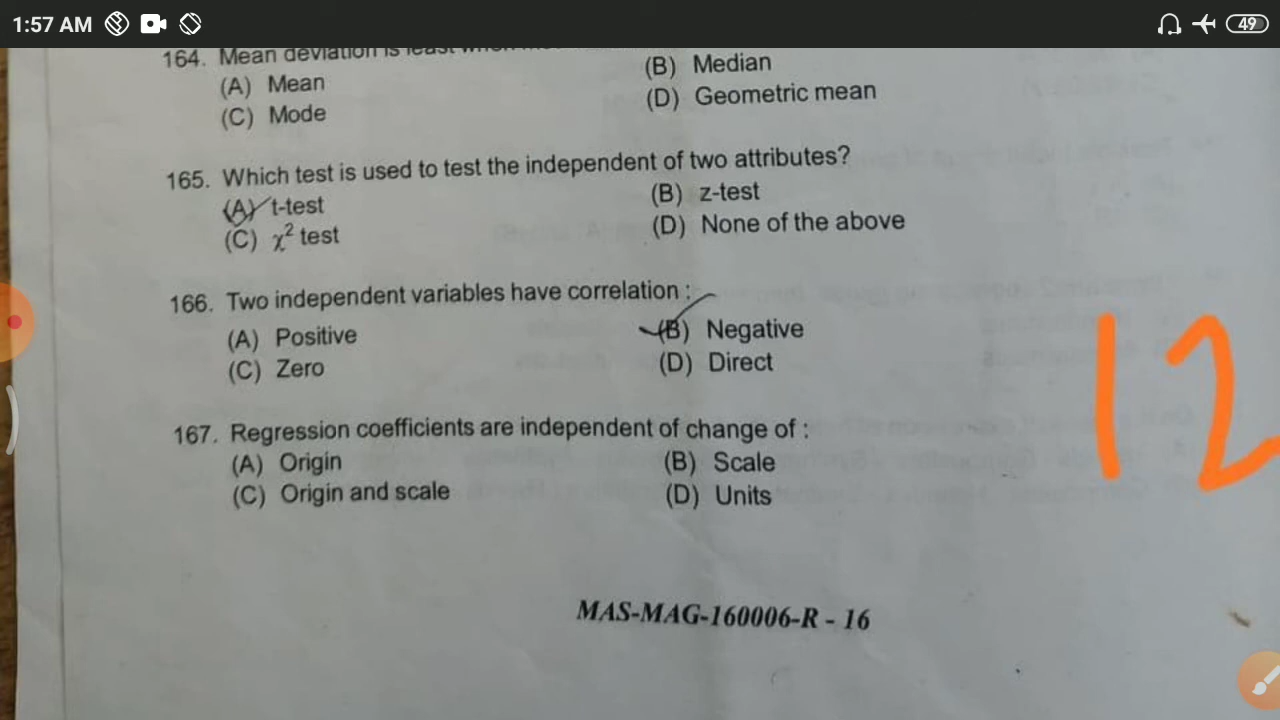 1:57 AM 49
164. Mean deviation is least when
(A) Mean (B) Median
(C) Mode (D) Geometric mean
165. Which test is used to test the independent of two attributes?
(A) t-test (B) z-test
(C) χ² test (D) None of the above
166. Two independent variables have correlation :
(A) Positive (B) Negative
(C) Zero (D) Direct
167. Regression coefficients are independent of change of :
(A) Origin (B) Scale
(C) Origin and scale (D) Units
12
MAS-MAG-160006-R - 16